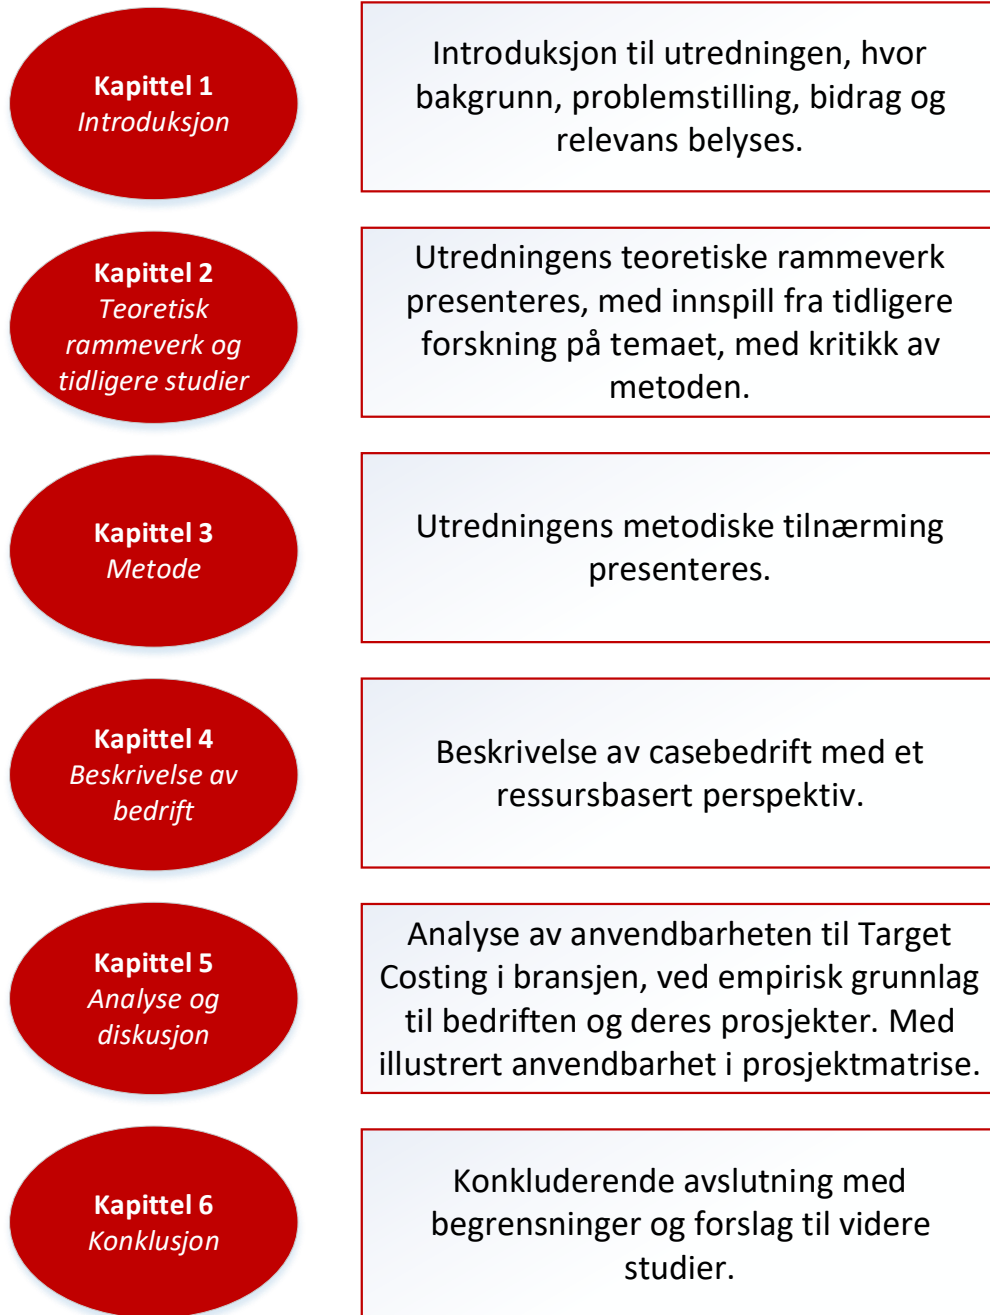 Kapittel 1
Introduksjon
Introduksjon til utredningen, hvor
bakgrunn, problemstilling, bidrag og
relevans belyses.
Kapittel 2
Teoretisk
rammeverk og
tidligere studier
Utredningens teoretiske rammeverk
presenteres, med innspill fra tidligere
forskning på temaet, med kritikk av
metoden.
Kapittel 3
Metode
Utredningens metodiske tilnærming
presenteres.
Kapittel 4
Beskrivelse av
bedrift
Beskrivelse av casebedrift med et
ressursbasert perspektiv.
Kapittel 5
Analyse og
diskusjon
Analyse av anvendbarheten til Target
Costing i bransjen, ved empirisk grunnlag
til bedriften og deres prosjekter. Med
illustrert anvendbarhet i prosjektmatrise.
Kapittel 6
Konklusjon
Konkluderende avslutning med
begrensninger og forslag til videre
studier.